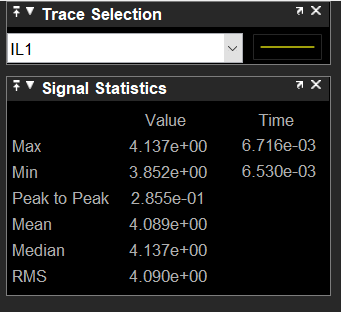 Trace Selection
IL1
Signal Statistics
Value Time
Max 4.137e+00 6.716e-03
Min 3.852e+00 6.530e-03
Peak to Peak 2.855e-01
Mean 4.089e+00
Median 4.137e+00
RMS 4.090e+00